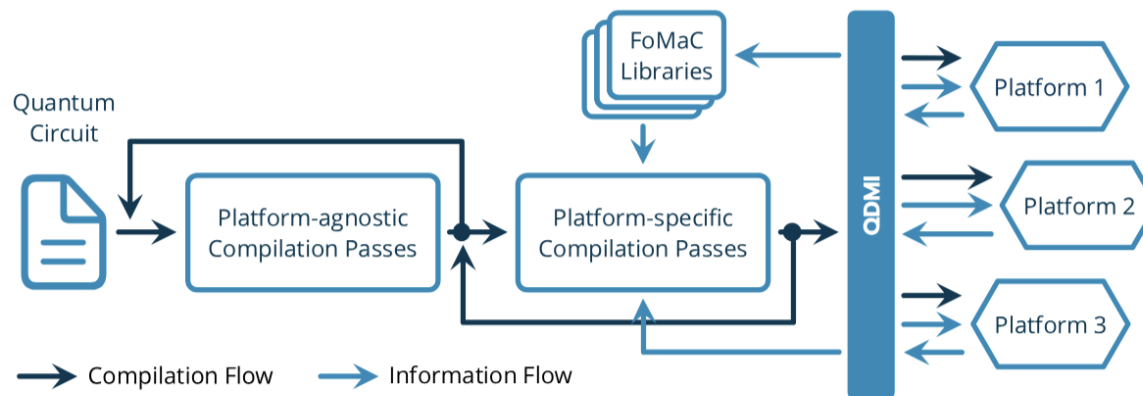 FoMaC
Libraries
Platform 1
Quantum
Circuit
Platform-agnostic
Compilation Passes
Platform-specific
Compilation Passes
QDMI
Platform 2
Platform 3
Compilation Flow
Information Flow